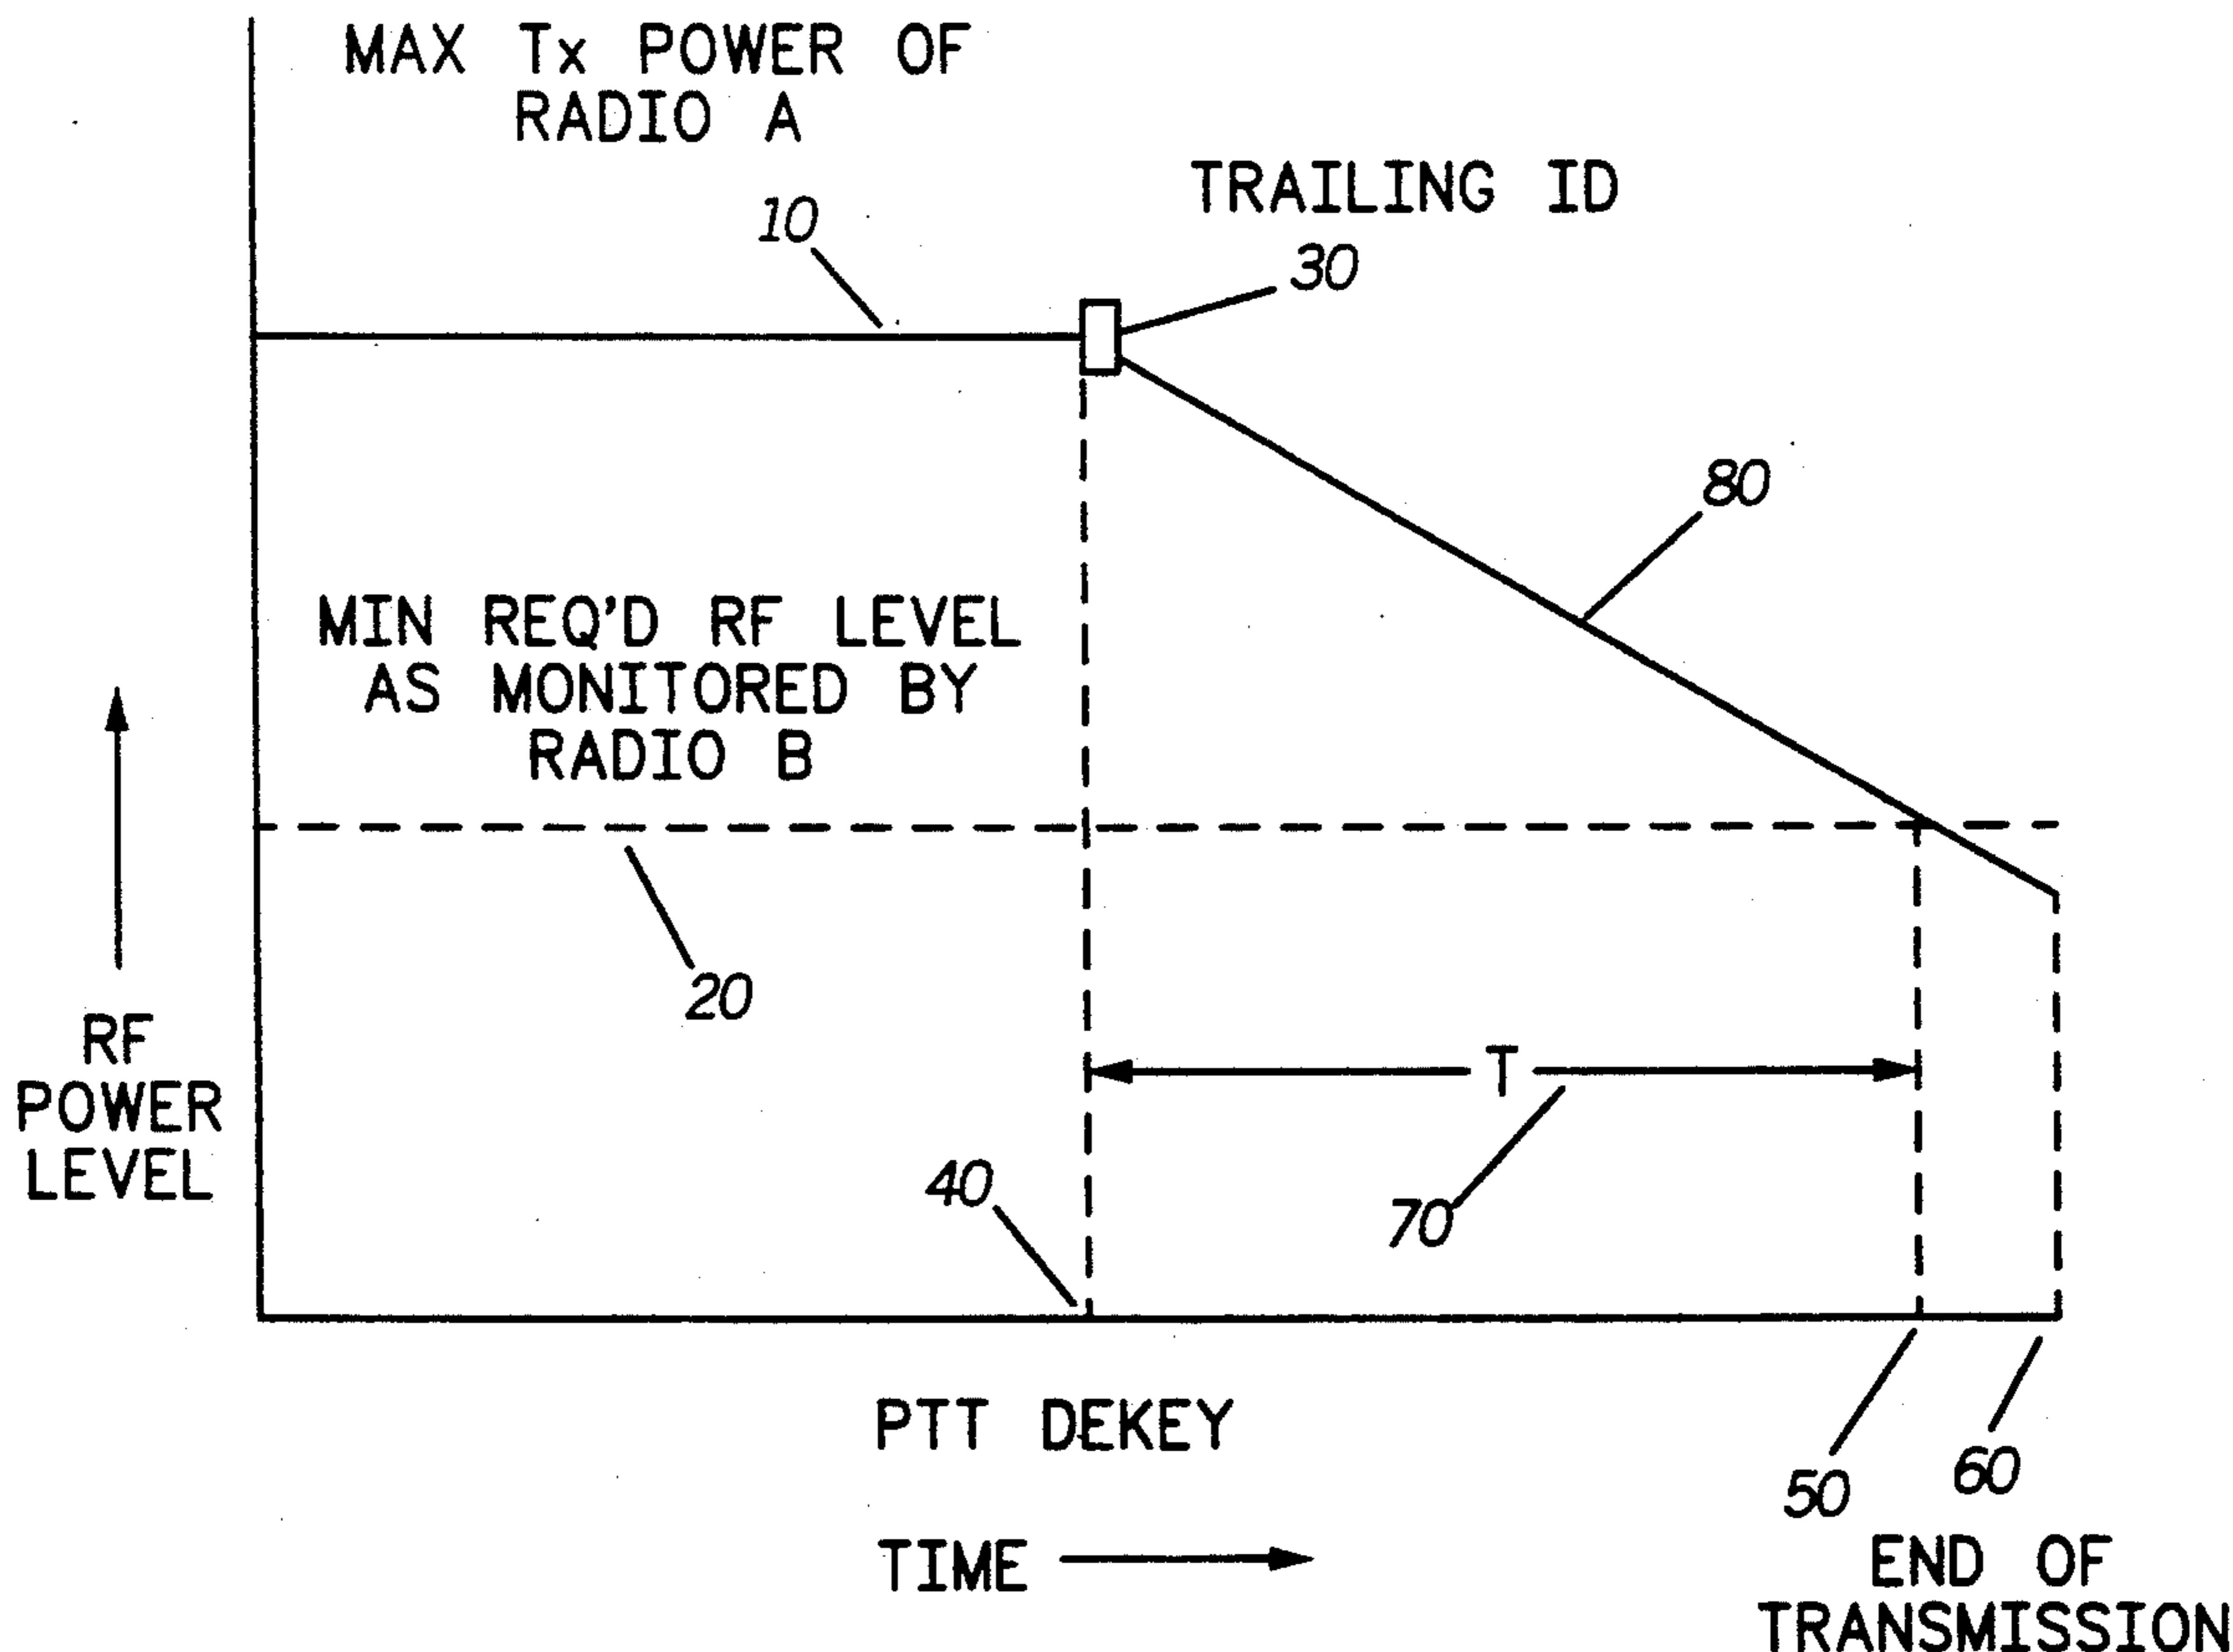 MAX Tx POWER OF
RADIO A
TRAILING ID
10
30
80
MIN REQ'D RF LEVEL
AS MONITORED BY
RADIO B
20
RF
POWER
LEVEL
T
40
70
PTT DEKEY
50
60
TIME
END OF
TRANSMISSION